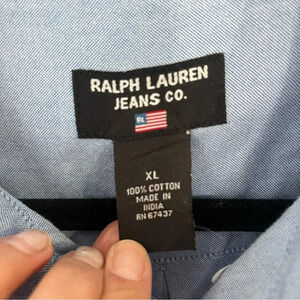 RALPH LAUREN
JEANS CO.
RL
XL
100% COTTON
MADE IN
INDIA
RN 67437